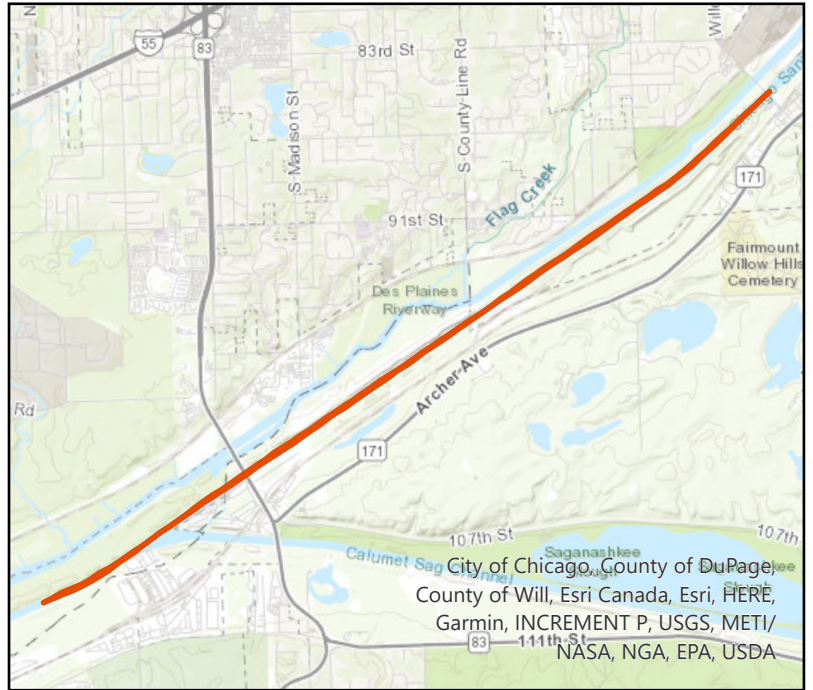 N
55
83
83rd St
S County Line Rd
S Madison St
Flag Creek
91st St
171
Fairmount
Willow Hills
Cemetery
Des Plaines
Riverway
Archer Ave
Rd
171
107th St
107th
Calumet Sag Channel
Saganashkee
City of Chicago, County of DuPage,
County of Will, Esri Canada, Esri, HERE,
Garmin, INCREMENT P, USGS, METI/
NASA, NGA, EPA, USDA
83
111th St